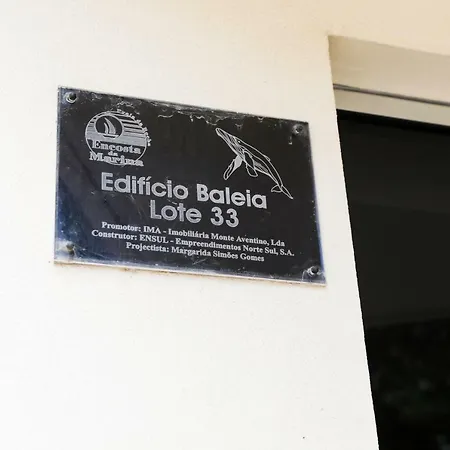 Encosta
da
Marina
Edifício Baleia
Lote 33
Promotor: IMA - Imobiliária Monte Aventino, Lda
Construtor: ENSUL - Empreendimentos Norte Sul, S.A.
Projectista: Margarida Simões Gomes